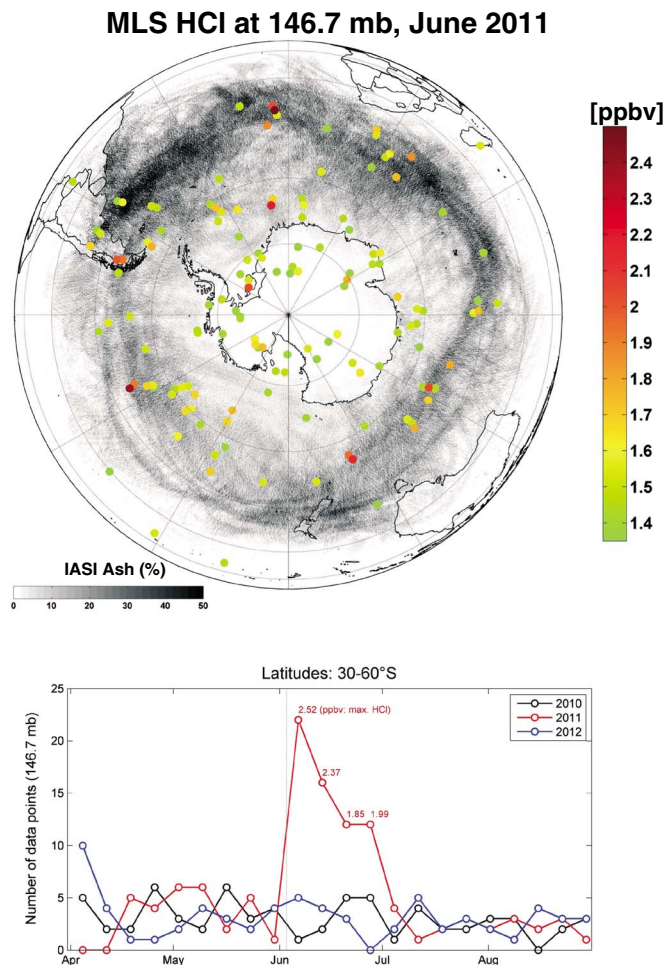 MLS HCl at 146.7 mb, June 2011
[ppbv]
2.4
2.3
2.2
2.1
2
1.9
1.8
1.7
1.6
1.5
1.4
IASI Ash (%)
0 10 20 30 40 50
Latitudes: 30-60°S
25
20
15
10
5
0
Number of data points (146.7 mb)
2.52 (ppbv: max. HCl)
2.37
1.85 1.99
2010
2011
2012
Apr May Jun Jul Aug